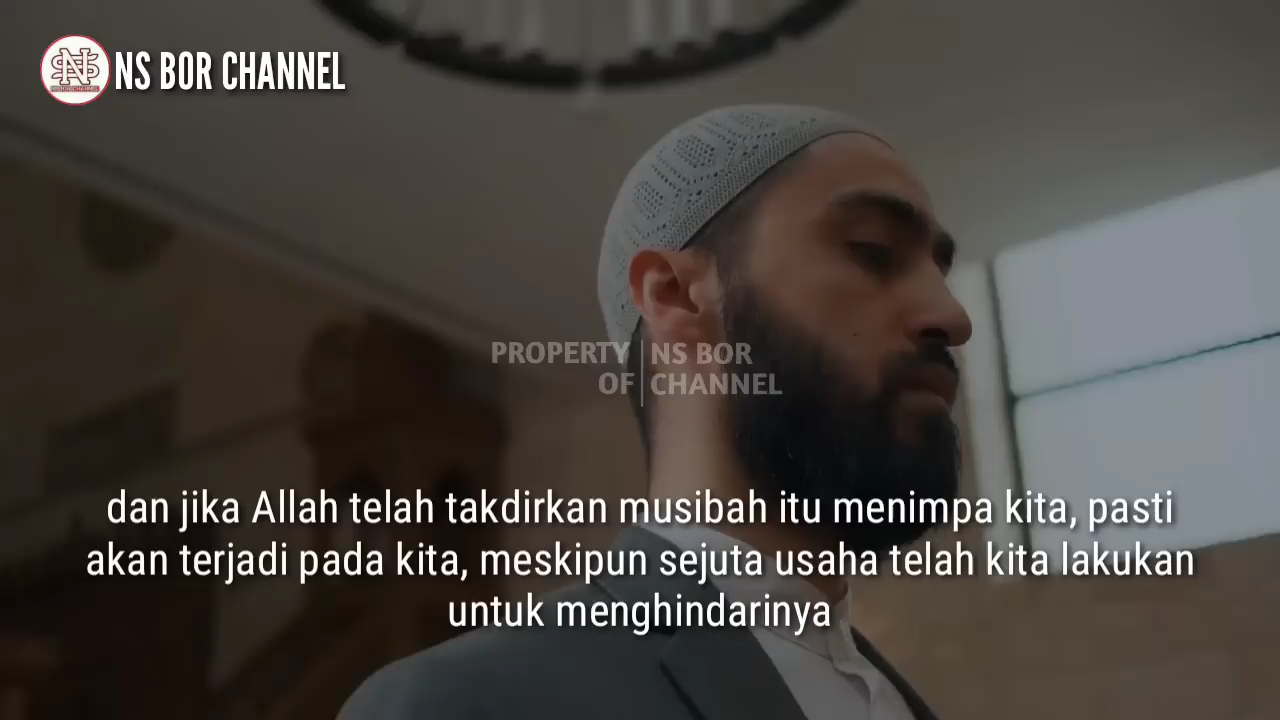 NS BOR CHANNEL
PROPERTY NS BOR
OF CHANNEL
dan jika Allah telah takdirkan musibah itu menimpa kita, pasti
akan terjadi pada kita, meskipun sejuta usaha telah kita lakukan
untuk menghindarinya